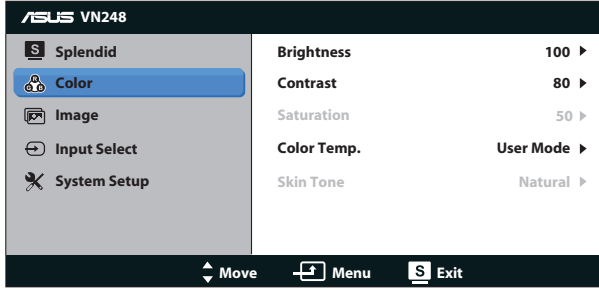 ASUS VN248
S Splendid
Color
Image
Input Select
System Setup
Brightness 100
Contrast 80
Saturation 50
Color Temp. User Mode
Skin Tone Natural
Move Menu S Exit